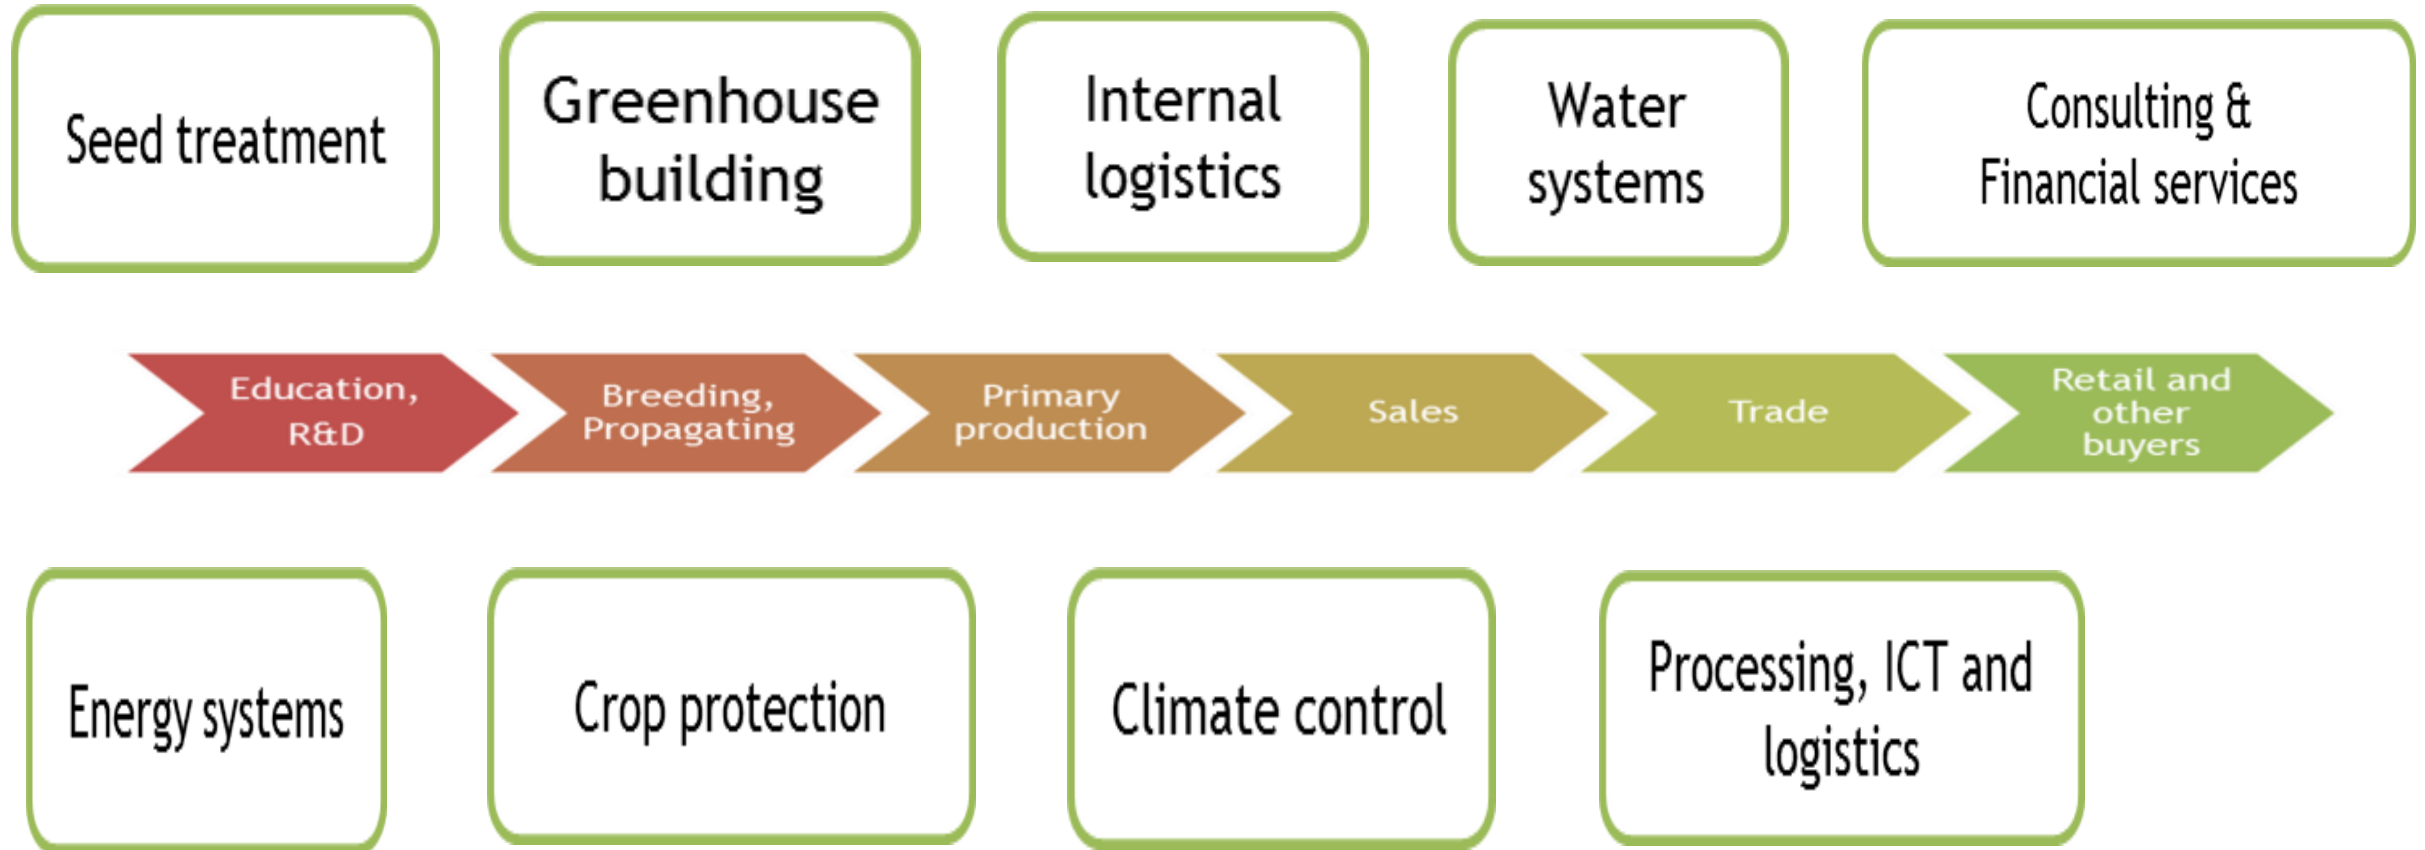 Seed treatment
Greenhouse
building
Internal
logistics
Water
systems
Consulting &
Financial services
Education,
R&D
Breeding,
Propagating
Primary
production
Sales
Trade
Retail and
other
buyers
Energy systems
Crop protection
Climate control
Processing, ICT and
logistics